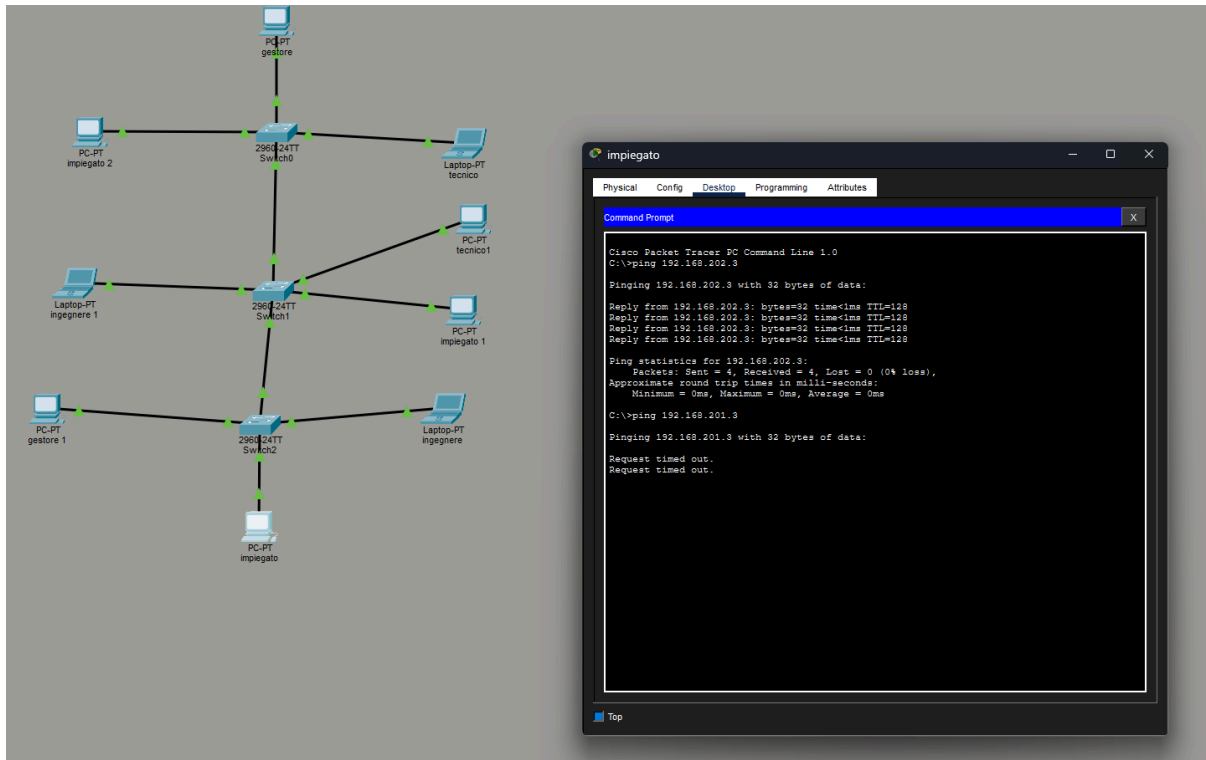 PC-PT
gestore
PC-PT
impiegato 2
2960-24TT
Switch0
Laptop-PT
tecnico
PC-PT
tecnico1
Laptop-PT
ingegnere 1
2960-24TT
Switch1
PC-PT
impiegato 1
PC-PT
gestore 1
2960-24TT
Switch2
Laptop-PT
ingegnere
PC-PT
impiegato
impiegato
Physical Config Desktop Programming Attributes
Command Prompt X
Cisco Packet Tracer PC Command Line 1.0
C:\>ping 192.168.202.3
Pinging 192.168.202.3 with 32 bytes of data:
Reply from 192.168.202.3: bytes=32 time<1ms TTL=128
Reply from 192.168.202.3: bytes=32 time<1ms TTL=128
Reply from 192.168.202.3: bytes=32 time<1ms TTL=128
Reply from 192.168.202.3: bytes=32 time<1ms TTL=128
Ping statistics for 192.168.202.3:
Packets: Sent = 4, Received = 4, Lost = 0 (0% loss),
Approximate round trip times in milli-seconds:
Minimum = 0ms, Maximum = 0ms, Average = 0ms
C:\>ping 192.168.201.3
Pinging 192.168.201.3 with 32 bytes of data:
Request timed out.
Request timed out.
Top